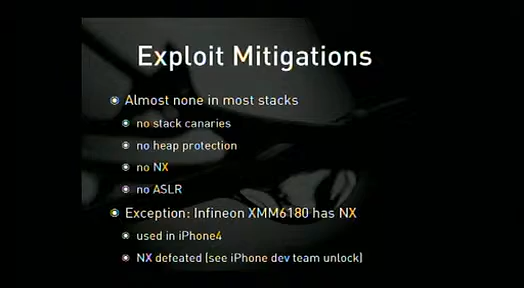 Exploit Mitigations
Almost none in most stacks
no stack canaries
no heap protection
no NX
no ASLR
Exception: Infineon XMM6180 has NX
used in iPhone4
NX defeated (see iPhone dev team unlock)